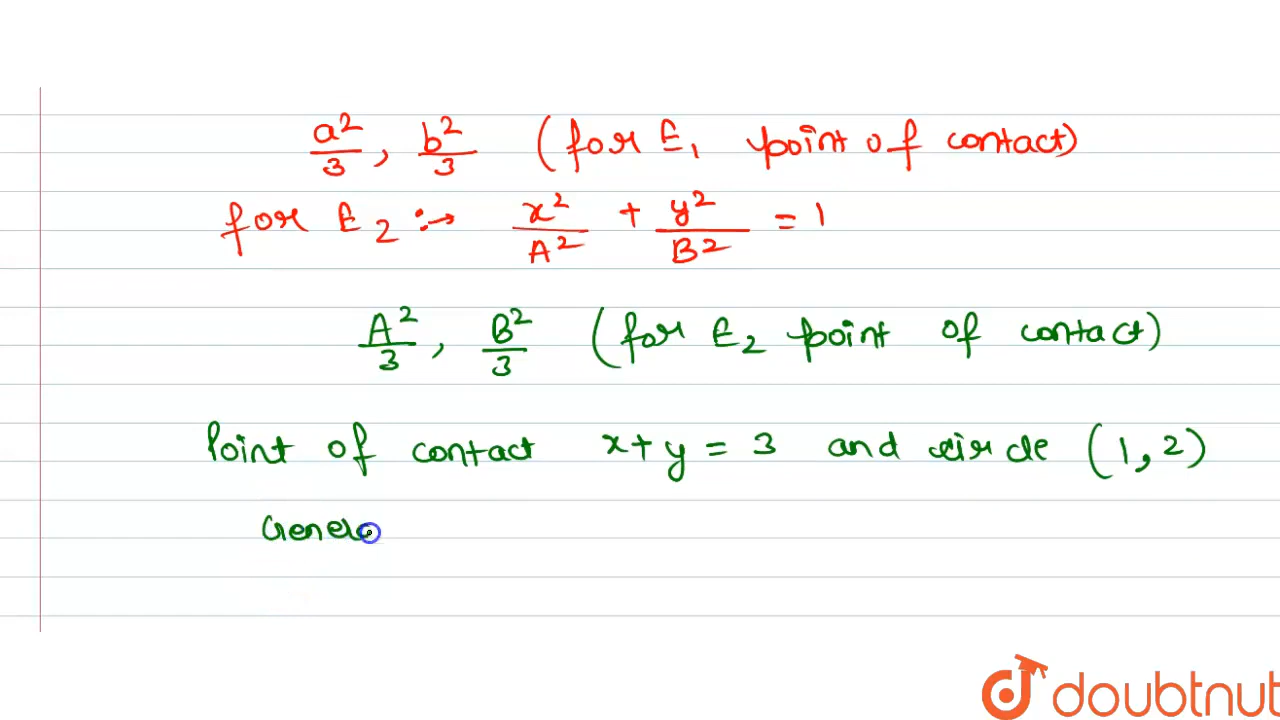 a²/3, b²/3 (for E₁ point of contact)
for E₂ :→ x²/A² + y²/B² = 1
A²/3, B²/3 (for E₂ point of contact)
Point of contact x+y = 3 and circle (1,2)
Genera
doubtnut